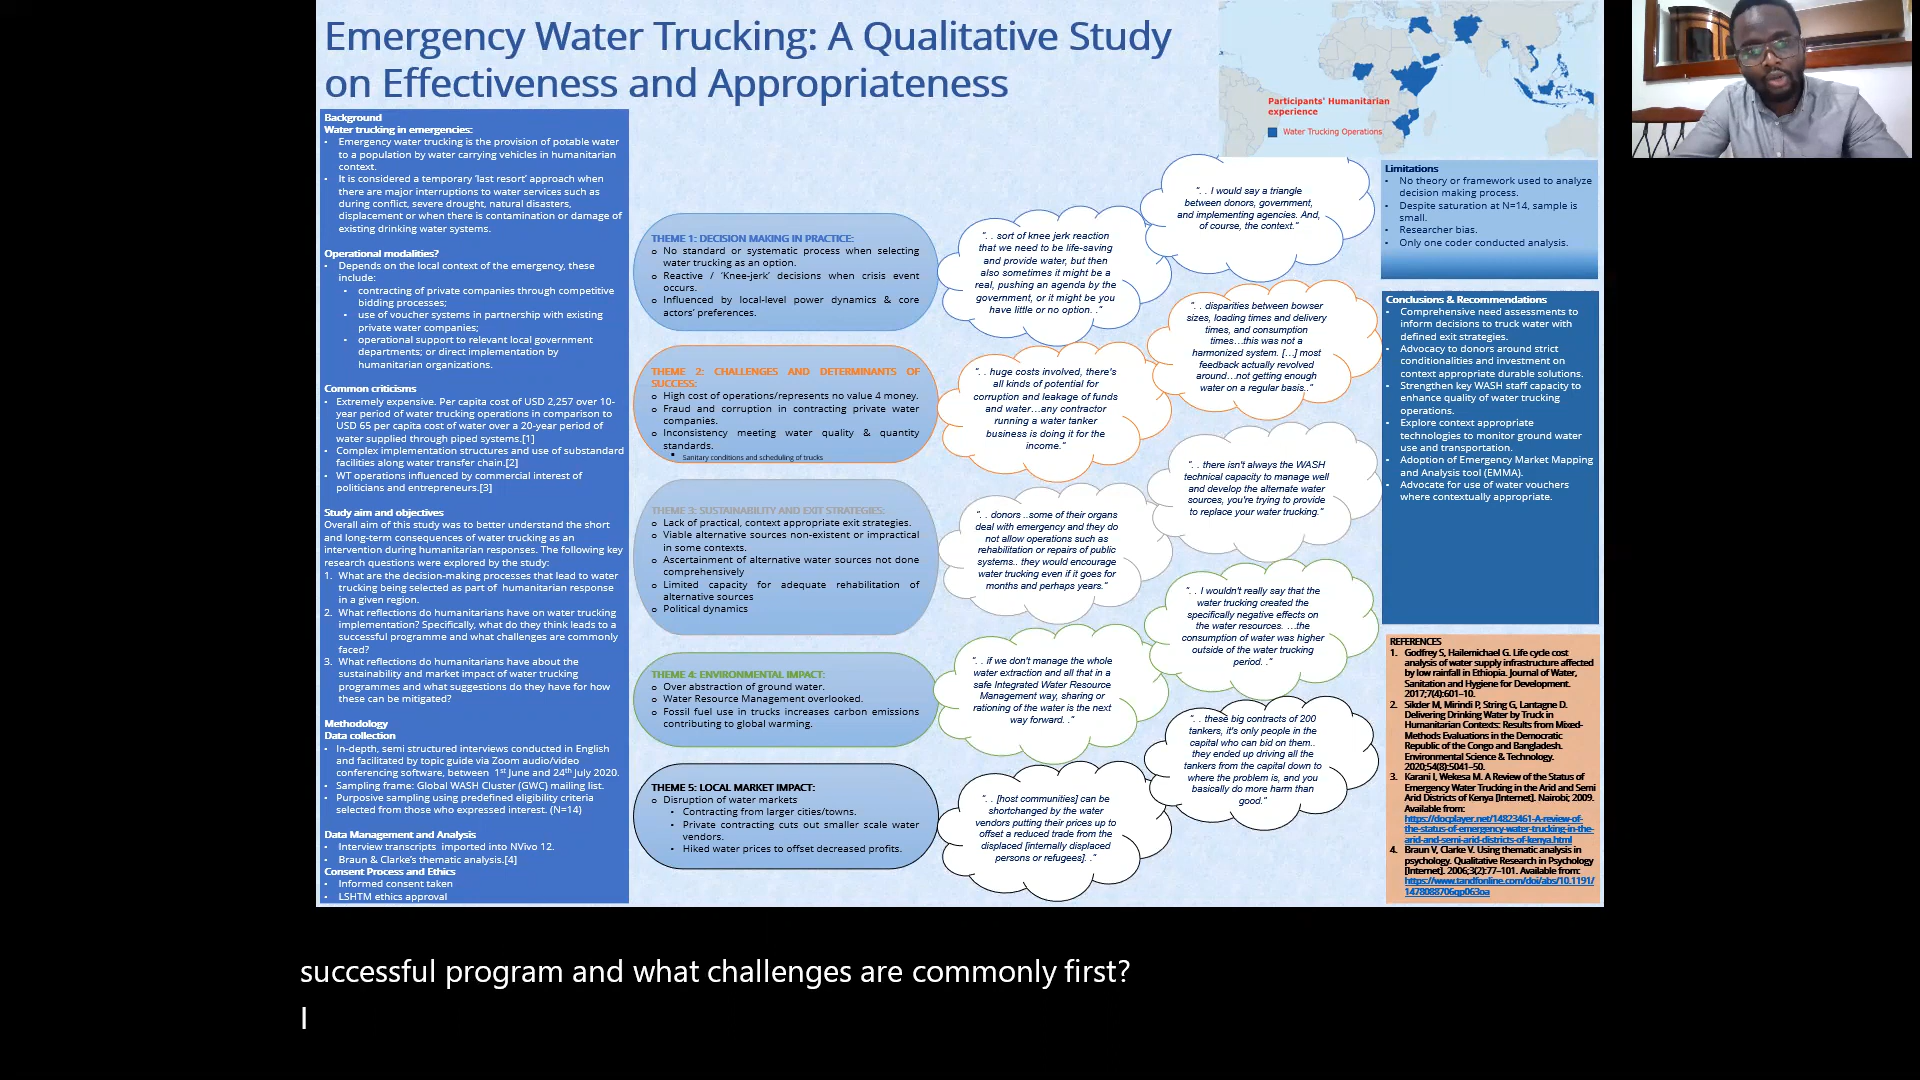 Emergency Water Trucking: A Qualitative Study
on Effectiveness and Appropriateness
Participants' Humanitarian
experience
Water Trucking Operations
Background
Water trucking in emergencies:
• Emergency water trucking is the provision of potable water
to a population by water carrying vehicles in humanitarian
context.
• It is considered a temporary 'last resort' approach when
there are major interruptions to water services such as
during conflict, severe drought, natural disasters,
displacement or when there is contamination or damage of
existing drinking water systems.
Operational modalities?
• Depends on the local context of the emergency, these
include:
• contracting of private companies through competitive
bidding processes;
• use of voucher systems in partnership with existing
private water companies;
• operational support to relevant local government
departments; or direct implementation by
humanitarian organizations.
Common criticisms
• Extremely expensive. Per capita cost of USD 2,257 over 10-
year period of water trucking operations in comparison to
USD 65 per capita cost of water over a 20-year period of
water supplied through piped systems.[1]
• Complex implementation structures and use of substandard
facilities along water transfer chain.[2]
• WT operations influenced by commercial interest of
politicians and entrepreneurs.[3]
Study aim and objectives
Overall aim of this study was to better understand the short
and long-term consequences of water trucking as an
intervention during humanitarian responses. The following key
research questions were explored by the study:
1. What are the decision-making processes that lead to water
trucking being selected as part of humanitarian response
in a given region.
2. What reflections do humanitarians have on water trucking
implementation? Specifically, what do they think leads to a
successful programme and what challenges are commonly
faced?
3. What reflections do humanitarians have about the
sustainability and market impact of water trucking
programmes and what suggestions do they have for how
these can be mitigated?
Methodology
Data collection
• In-depth, semi structured interviews conducted in English
and facilitated by topic guide via Zoom audio/video
conferencing software, between 1st June and 24th July 2020.
• Sampling frame: Global WASH Cluster (GWC) mailing list.
• Purposive sampling using predefined eligibility criteria
selected from those who expressed interest. (N=14)
Data Management and Analysis
• Interview transcripts imported into NVivo 12.
• Braun & Clarke's thematic analysis.[4]
Consent Process and Ethics
• Informed consent taken
• LSHTM ethics approval
THEME 1: DECISION MAKING IN PRACTICE:
o No standard or systematic process when selecting
water trucking as an option.
o Reactive / 'Knee-jerk' decisions when crisis event
occurs.
o Influenced by local-level power dynamics & core
actors' preferences.
THEME 2: CHALLENGES AND DETERMINANTS OF
SUCCESS:
o High cost of operations/represents no value 4 money.
o Fraud and corruption in contracting private water
companies.
o Inconsistency meeting water quality & quantity
standards.
• Sanitary conditions and scheduling of trucks
THEME 3: SUSTAINABILITY AND EXIT STRATEGIES:
o Lack of practical, context appropriate exit strategies.
o Viable alternative sources non-existent or impractical
in some contexts.
o Ascertainment of alternative water sources not done
comprehensively
o Limited capacity for adequate rehabilitation of
alternative sources
o Political dynamics
THEME 4: ENVIRONMENTAL IMPACT:
o Over abstraction of ground water.
o Water Resource Management overlooked.
o Fossil fuel use in trucks increases carbon emissions
contributing to global warming.
THEME 5: LOCAL MARKET IMPACT:
o Disruption of water markets
• Contracting from larger cities/towns.
• Private contracting cuts out smaller scale water
vendors.
• Hiked water prices to offset decreased profits.
". . sort of knee jerk reaction
that we need to be life-saving
and provide water, but then
also sometimes it might be a
real, pushing an agenda by the
government, or it might be you
have little or no option. ."
". . I would say a triangle
between donors, government,
and implementing agencies. And,
of course, the context."
". . huge costs involved, there's
all kinds of potential for
corruption and leakage of funds
and water…any contractor
running a water tanker
business is doing it for the
income."
". . disparities between bowser
sizes, loading times and delivery
times, and consumption
times…this was not a
harmonized system. […] most
feedback actually revolved
around…not getting enough
water on a regular basis.."
". . donors ..some of their organs
deal with emergency and they do
not allow operations such as
rehabilitation or repairs of public
systems.. they would encourage
water trucking even if it goes for
months and perhaps years."
". . there isn't always the WASH
technical capacity to manage well
and develop the alternate water
sources, you're trying to provide
to replace your water trucking."
". . if we don't manage the whole
water extraction and all that in a
safe Integrated Water Resource
Management way, sharing or
rationing of the water is the next
way forward. ."
". . I wouldn't really say that the
water trucking created the
specifically negative effects on
the water resources. …the
consumption of water was higher
outside of the water trucking
period. ."
". . [host communities] can be
shortchanged by the water
vendors putting their prices up to
offset a reduced trade from the
displaced [internally displaced
persons or refugees]. ."
". . these big contracts of 200
tankers, it's only people in the
capital who can bid on them..
they ended up driving all the
tankers from the capital down to
where the problem is, and you
basically do more harm than
good."
Limitations
• No theory or framework used to analyze
decision making process.
• Despite saturation at N=14, sample is
small.
• Researcher bias.
• Only one coder conducted analysis.
Conclusions & Recommendations
• Comprehensive need assessments to
inform decisions to truck water with
defined exit strategies.
• Advocacy to donors around strict
conditionalities and investment on
context appropriate durable solutions.
• Strengthen key WASH staff capacity to
enhance quality of water trucking
operations.
• Explore context appropriate
technologies to monitor ground water
use and transportation.
• Adoption of Emergency Market Mapping
and Analysis tool (EMMA).
• Advocate for use of water vouchers
where contextually appropriate.
REFERENCES
1. Godfrey S, Hailemichael G. Life cycle cost
analysis of water supply infrastructure affected
by low rainfall in Ethiopia. Journal of Water,
Sanitation and Hygiene for Development.
2017;7(4):601–10.
2. Sikder M, Mirindi P, String G, Lantagne D.
Delivering Drinking Water by Truck in
Humanitarian Contexts: Results from Mixed-
Methods Evaluations in the Democratic
Republic of the Congo and Bangladesh.
Environmental Science & Technology.
2020;54(8):5041–50.
3. Karani I, Wekesa M. A Review of the Status of
Emergency Water Trucking in the Arid and Semi
Arid Districts of Kenya [Internet]. Nairobi; 2009.
Available from:
https://docplayer.net/14823461-A-review-of-
the-status-of-emergency-water-trucking-in-the-
arid-and-semi-arid-districts-of-kenya.html
4. Braun V, Clarke V. Using thematic analysis in
psychology. Qualitative Research in Psychology
[Internet]. 2006;3(2):77–101. Available from:
https://www.tandfonline.com/doi/abs/10.1191/
1478088706qp063oa
successful program and what challenges are commonly first?
I